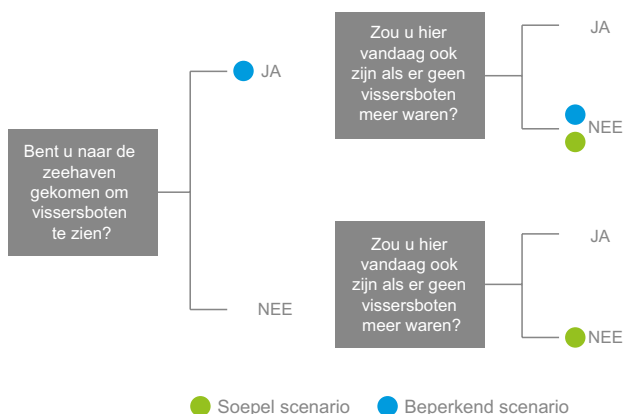 Bent u naar de
zeehaven
gekomen om
vissersboten
te zien?
JA
NEE
Zou u hier
vandaag ook
zijn als er geen
vissersboten
meer waren?
JA
NEE
Zou u hier
vandaag ook
zijn als er geen
vissersboten
meer waren?
JA
NEE
Soepel scenario
Beperkend scenario